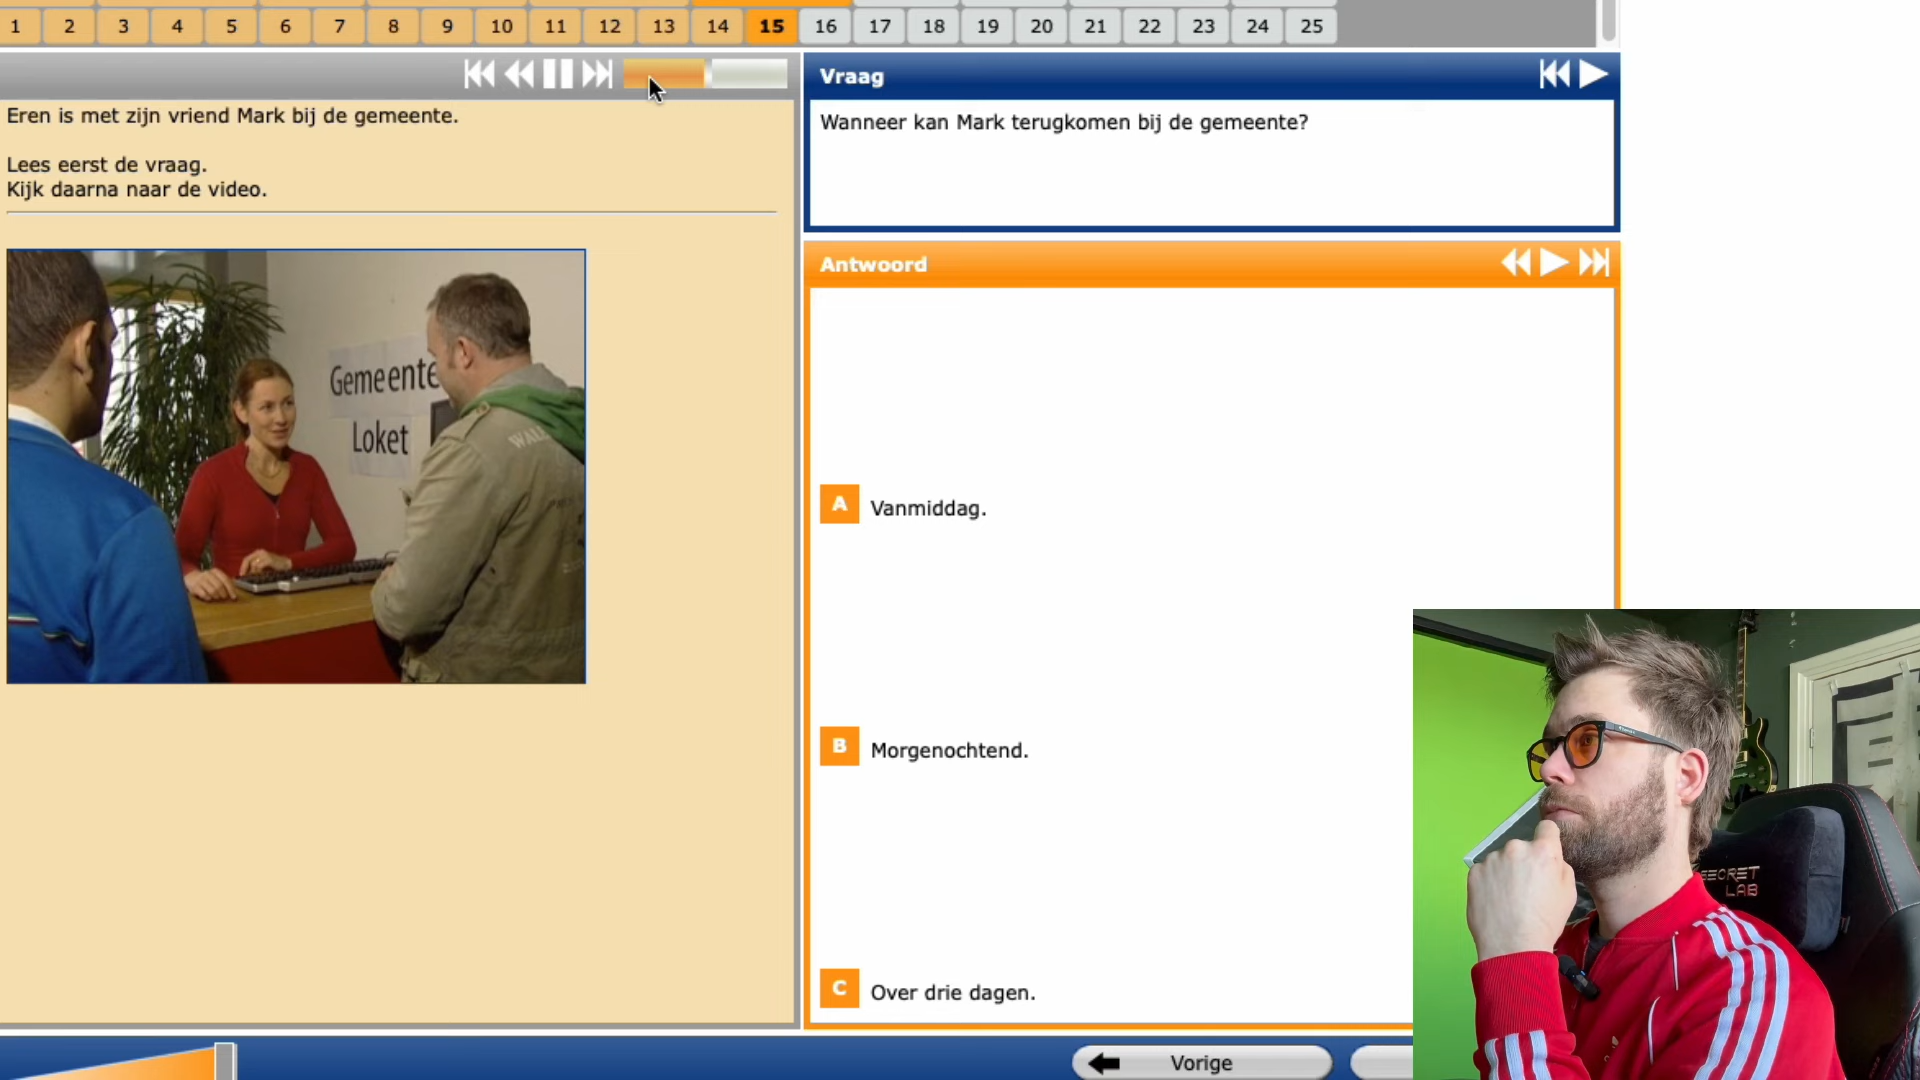 1 2 3 4 5 6 7 8 9 10 11 12 13 14 15 16 17 18 19 20 21 22 23 24 25
Eren is met zijn vriend Mark bij de gemeente.
Lees eerst de vraag.
Kijk daarna naar de video.
Gemeente
Loket
WALL
Vraag
Wanneer kan Mark terugkomen bij de gemeente?
Antwoord
A Vanmiddag.
B Morgenochtend.
C Over drie dagen.
SECRET
LAB
Vorige